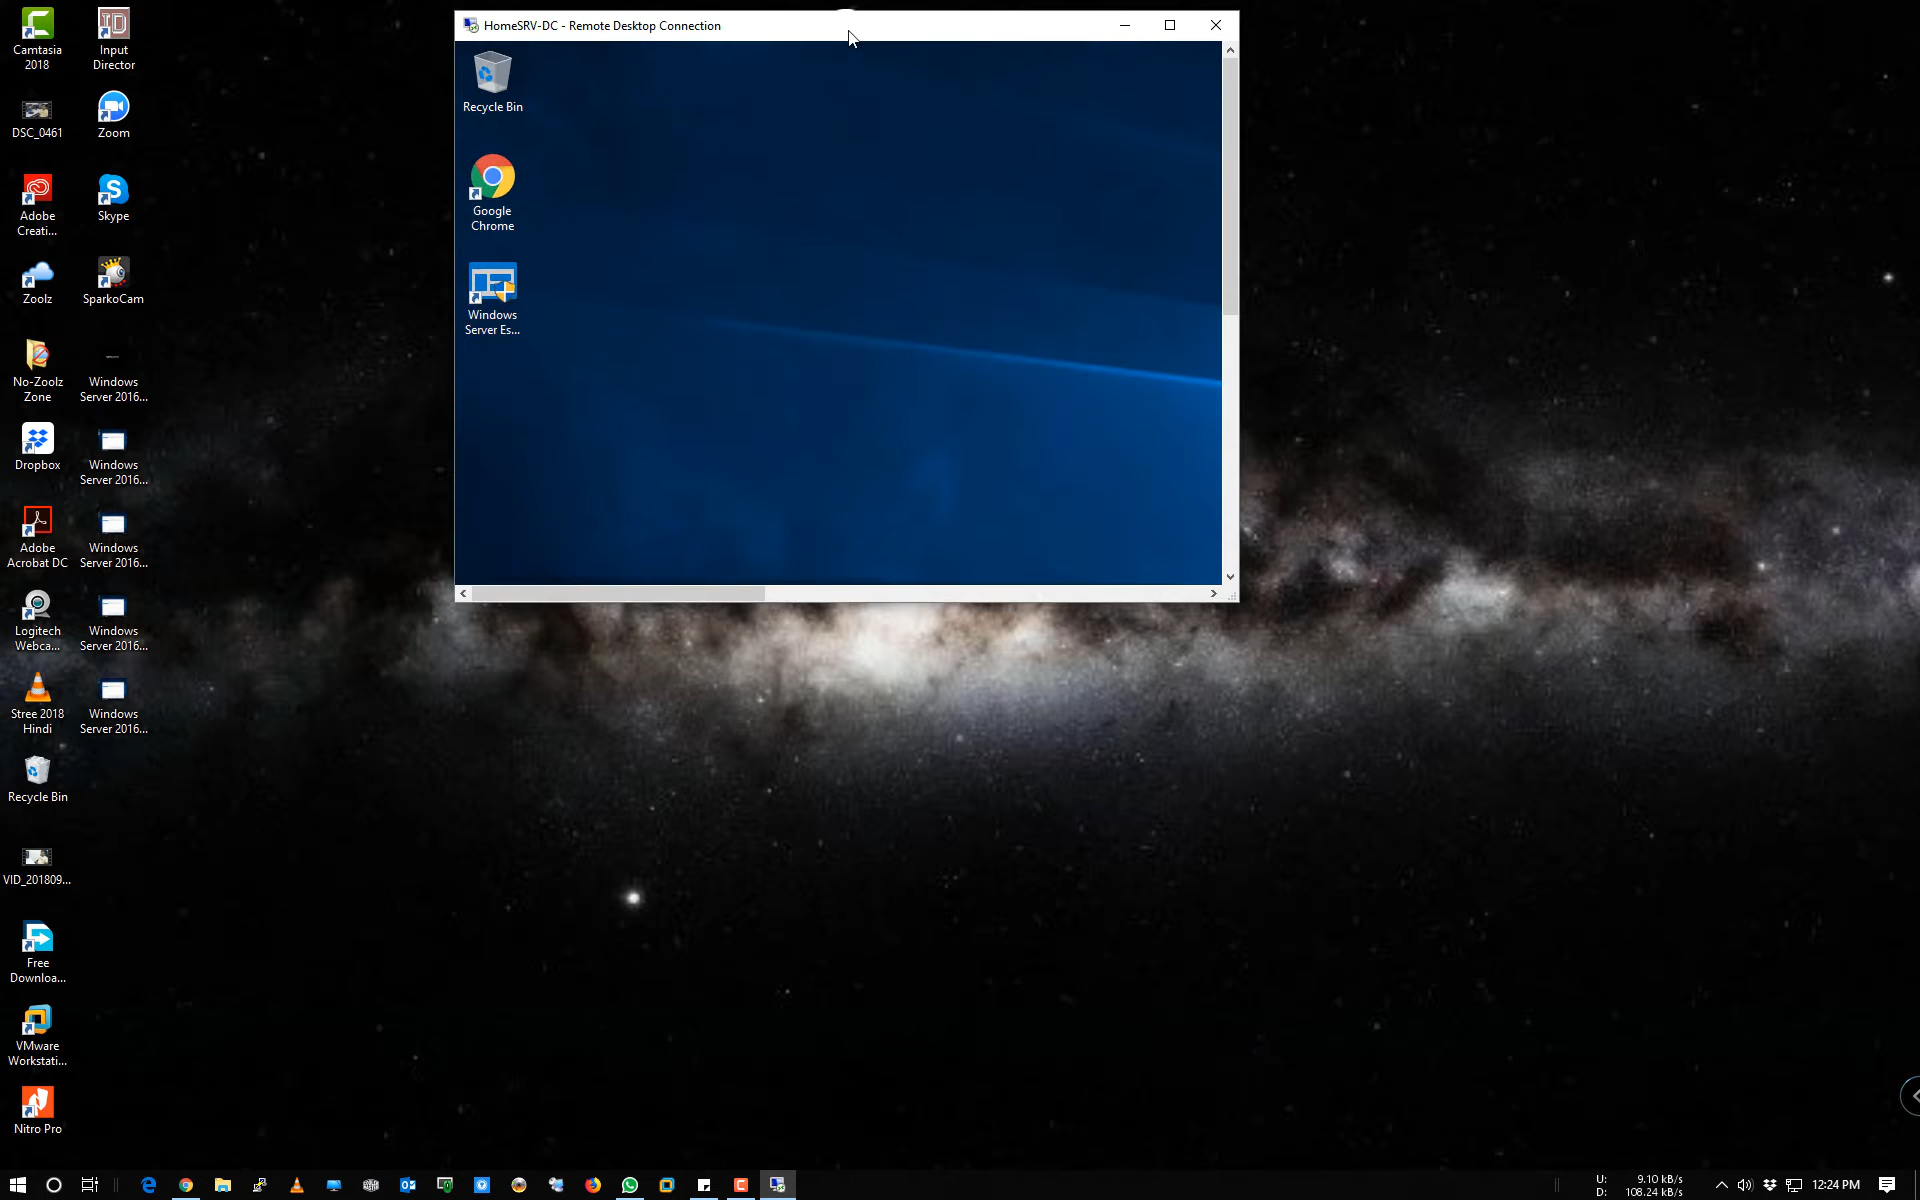 HomeSRV-DC - Remote Desktop Connection
Recycle Bin
Google
Chrome
Windows
Server Es...
Camtasia
2018
Input
Director
DSC_0461
Zoom
Adobe
Creati...
Skype
Zoolz
SparkoCam
No-Zoolz
Zone
Windows
Server 2016...
Dropbox
Windows
Server 2016...
Adobe
Acrobat DC
Windows
Server 2016...
Logitech
Webca...
Windows
Server 2016...
Stree 2018
Hindi
Windows
Server 2016...
Recycle Bin
VID_201809...
Free
Downloa...
VMware
Workstati...
Nitro Pro
U: 9.10 kB/s
D: 108.24 kB/s
12:24 PM